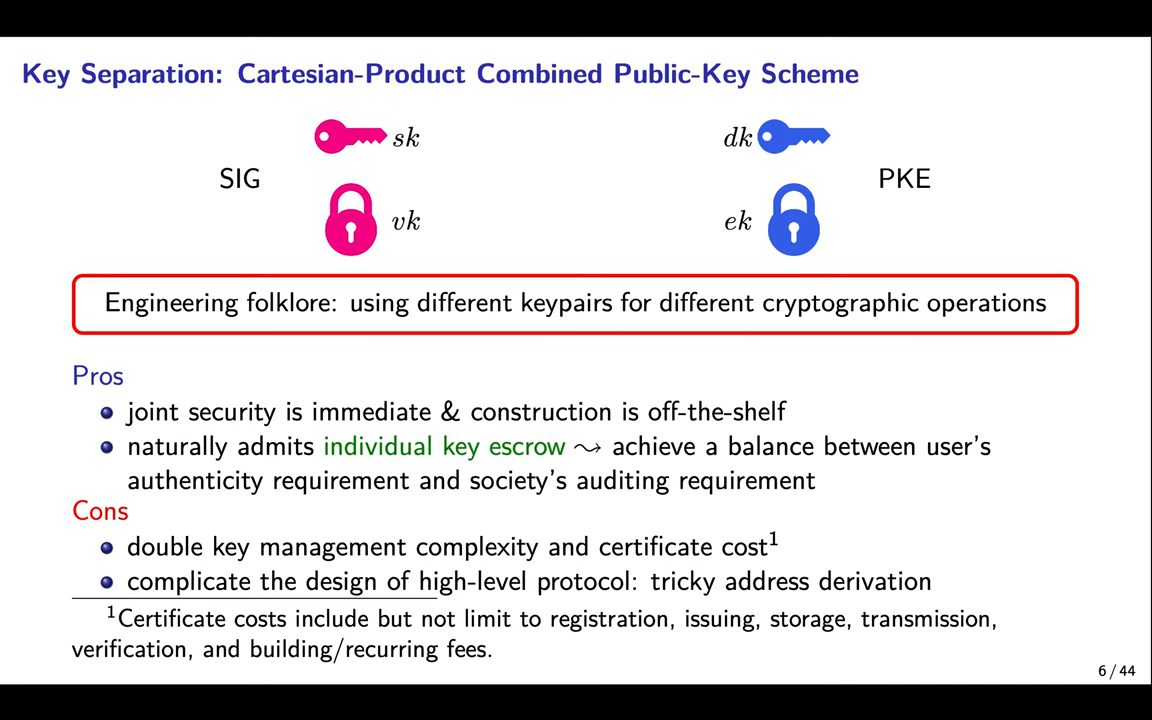 Key Separation: Cartesian-Product Combined Public-Key Scheme
sk
dk
SIG
PKE
vk
ek
Engineering folklore: using different keypairs for different cryptographic operations
Pros
joint security is immediate & construction is off-the-shelf
naturally admits individual key escrow ⇝ achieve a balance between user's
authenticity requirement and society's auditing requirement
Cons
double key management complexity and certificate cost¹
complicate the design of high-level protocol: tricky address derivation
¹Certificate costs include but not limit to registration, issuing, storage, transmission,
verification, and building/recurring fees.
6 / 44